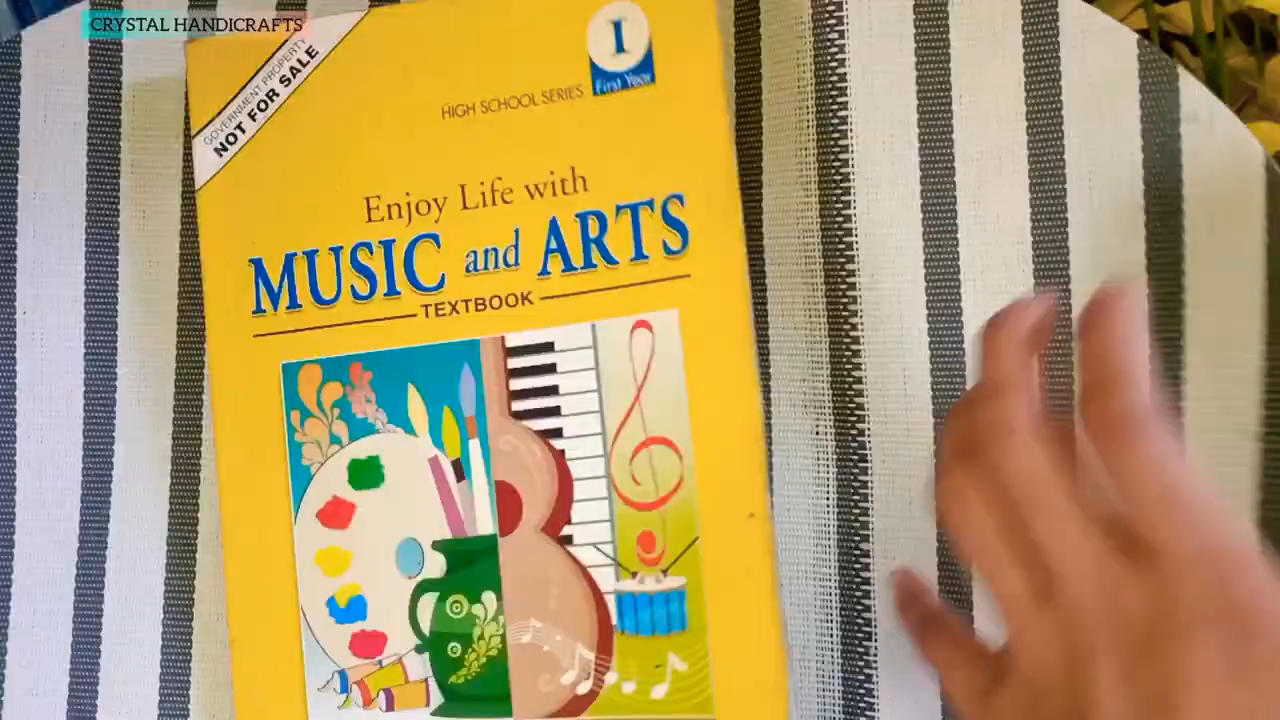 CRYSTAL HANDICRAFTS
GOVERNMENT PROPERTY
NOT FOR SALE
I
First Year
HIGH SCHOOL SERIES
Enjoy Life with
MUSIC and ARTS
TEXTBOOK